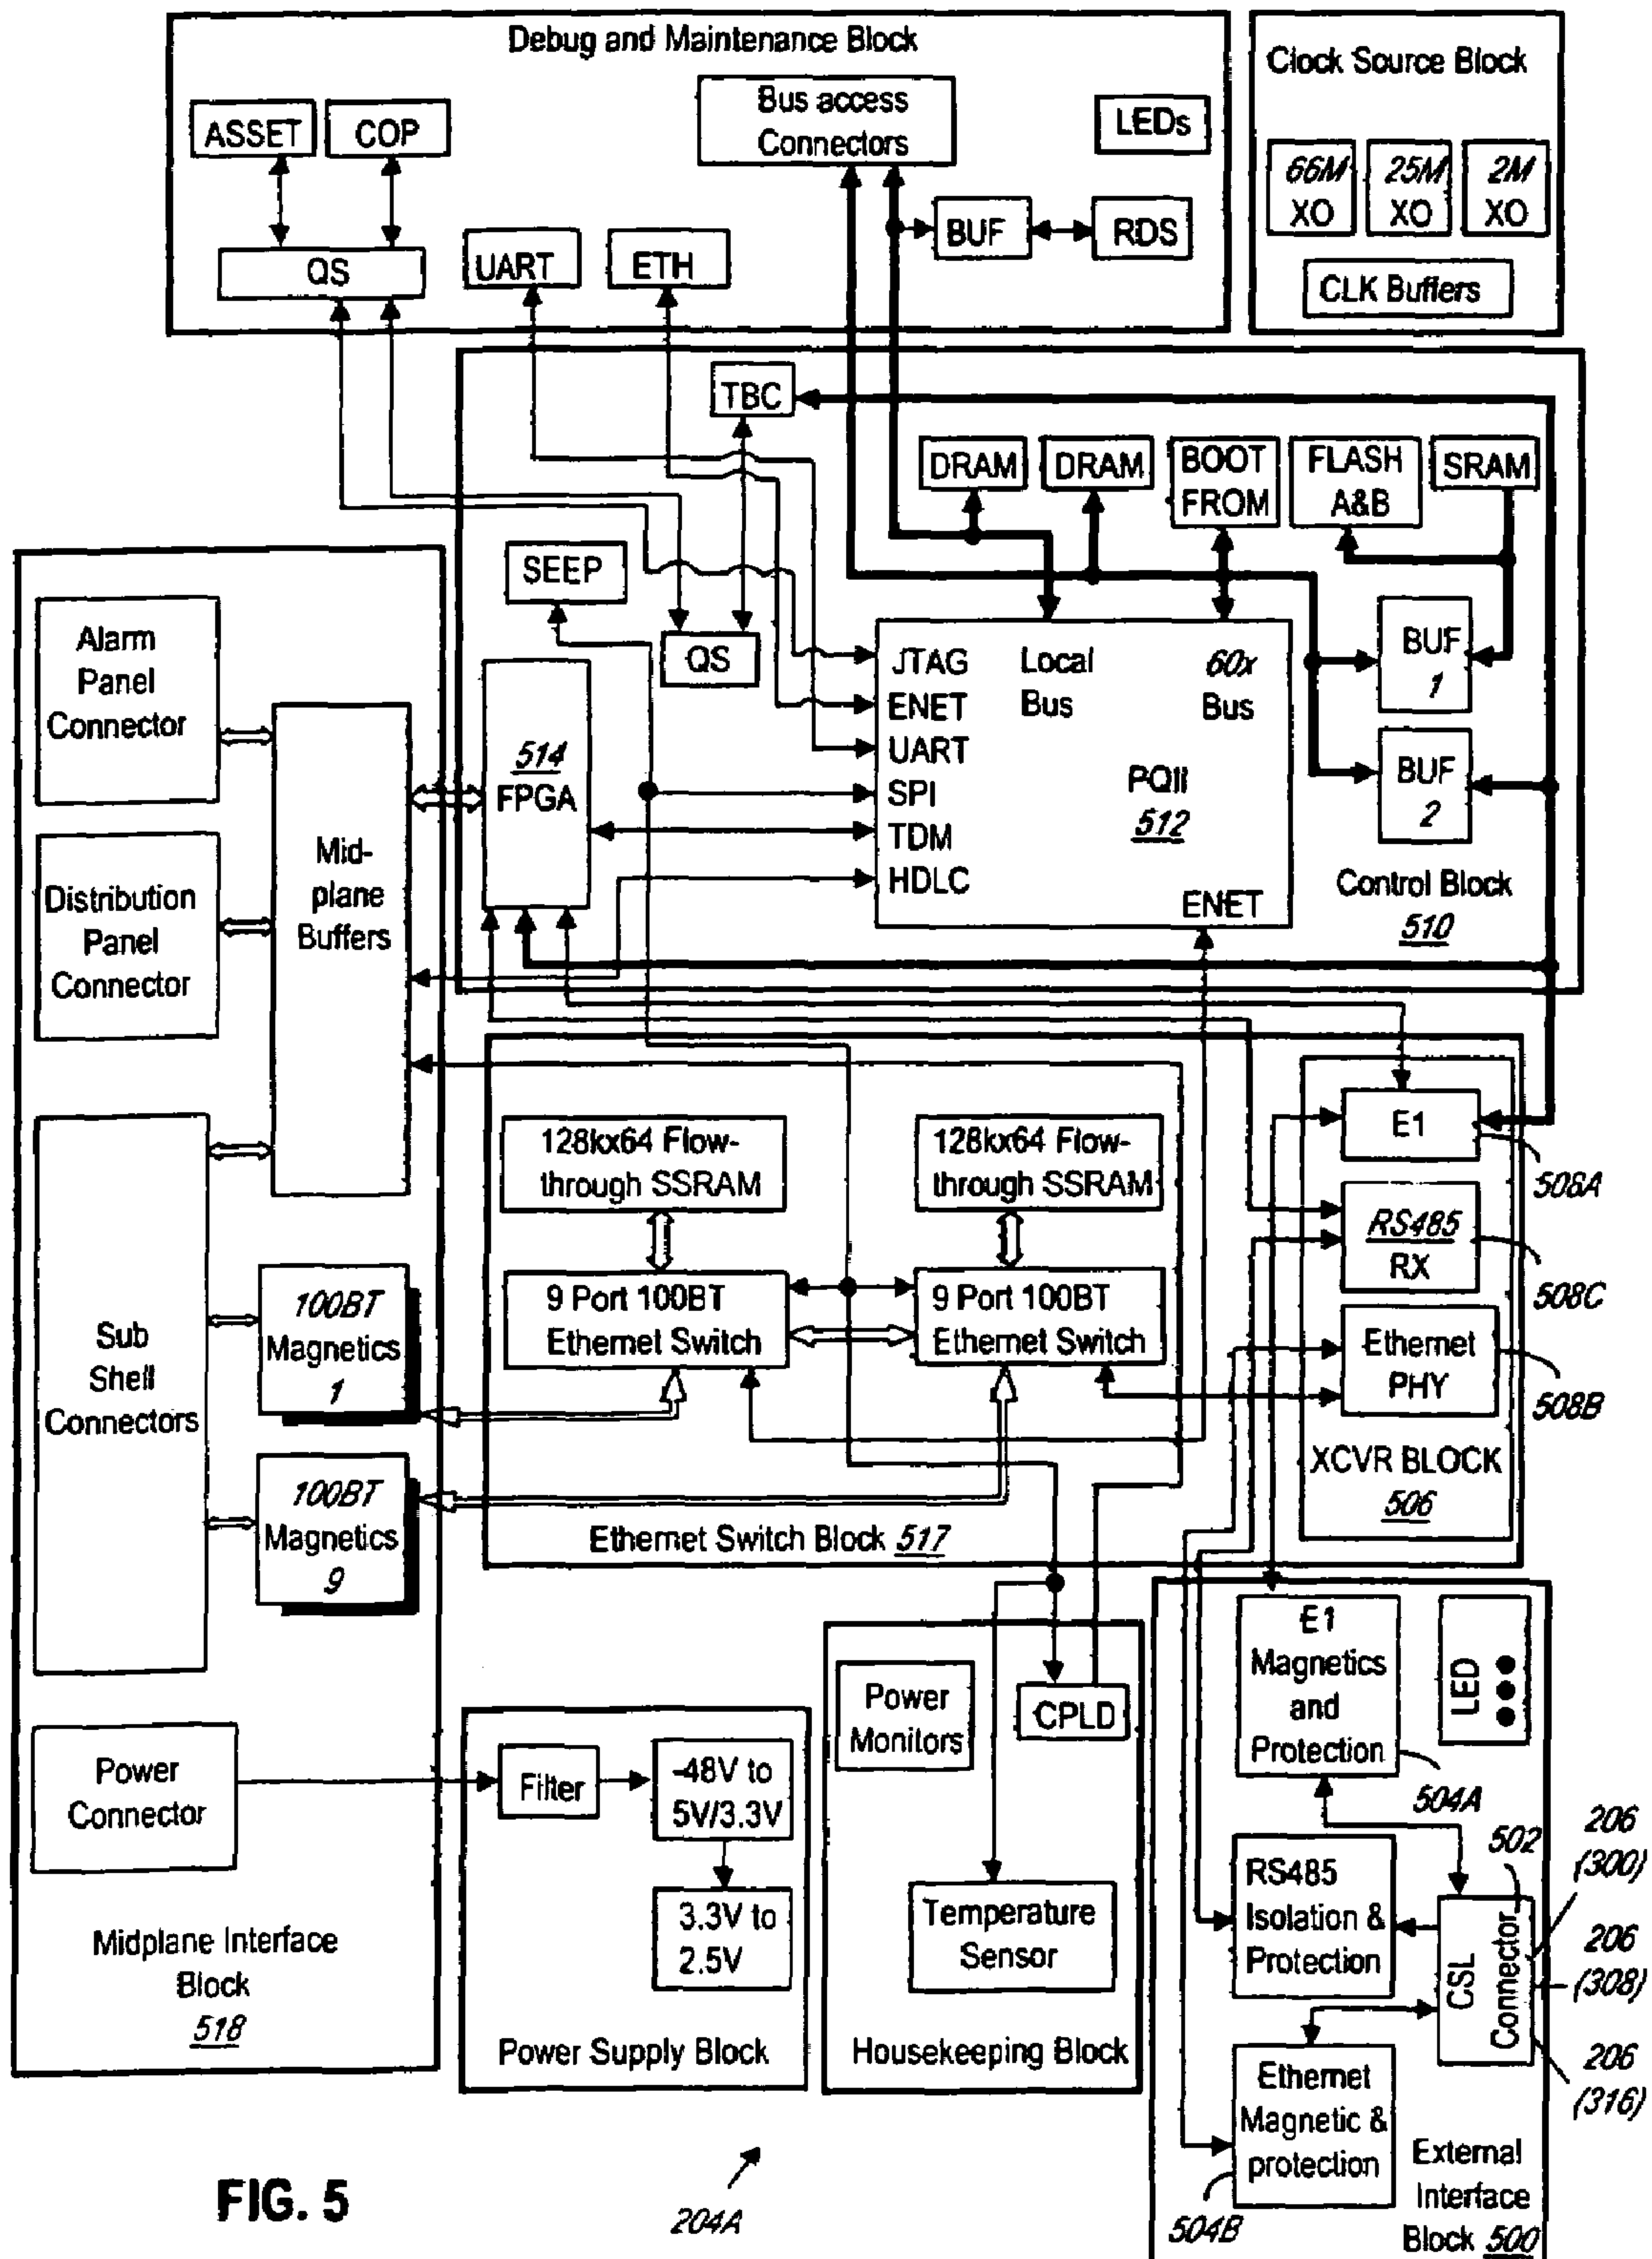 Debug and Maintenance Block
ASSET
COP
Bus access
Connectors
LEDs
QS
UART
ETH
BUF
RDS
Clock Source Block
66M
XO
25M
XO
2M
XO
CLK Buffers
TBC
DRAM
DRAM
BOOT
FROM
FLASH
A&B
SRAM
SEEP
QS
514
FPGA
JTAG
ENET
UART
SPI
TDM
HDLC
Local
Bus
60x
Bus
PQII
512
ENET
BUF
1
BUF
2
Control Block
510
Alarm
Panel
Connector
Distribution
Panel
Connector
Mid-
plane
Buffers
Sub
Shell
Connectors
100BT
Magnetics
1
100BT
Magnetics
9
Power
Connector
Midplane Interface
Block
518
128kx64 Flow-
through SSRAM
128kx64 Flow-
through SSRAM
9 Port 100BT
Ethernet Switch
9 Port 100BT
Ethernet Switch
Ethernet Switch Block 517
E1
508A
RS485
RX
508C
Ethernet
PHY
508B
XCVR BLOCK
506
Filter
-48V to
5V/3.3V
3.3V to
2.5V
Power Supply Block
Power
Monitors
CPLD
Temperature
Sensor
Housekeeping Block
E1
Magnetics
and
Protection
504A
LED
RS485
Isolation &
Protection
502
CSL
Connector
206
(300)
206
(308)
206
(316)
Ethernet
Magnetic &
protection
504B
External
Interface
Block 500
FIG. 5
204A